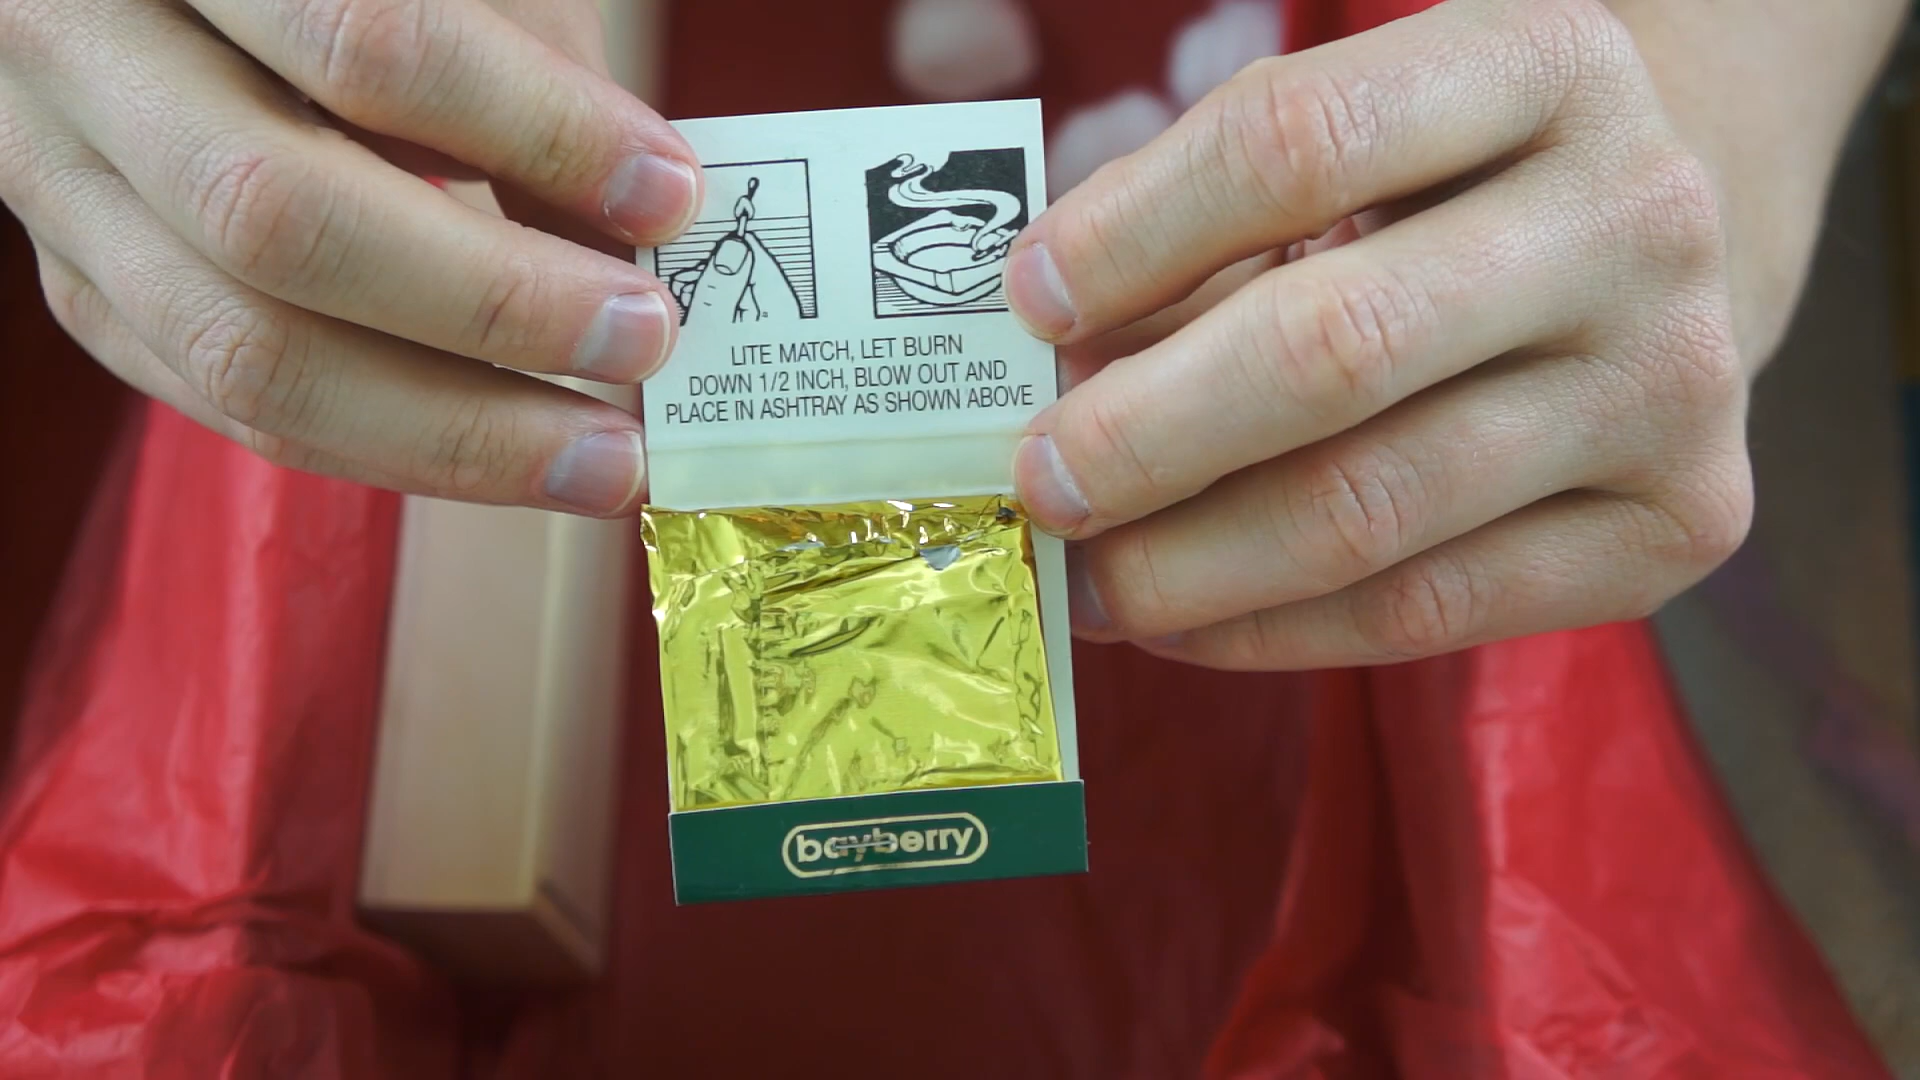 LITE MATCH, LET BURN
DOWN 1/2 INCH, BLOW OUT AND
PLACE IN ASHTRAY AS SHOWN ABOVE
bayberry